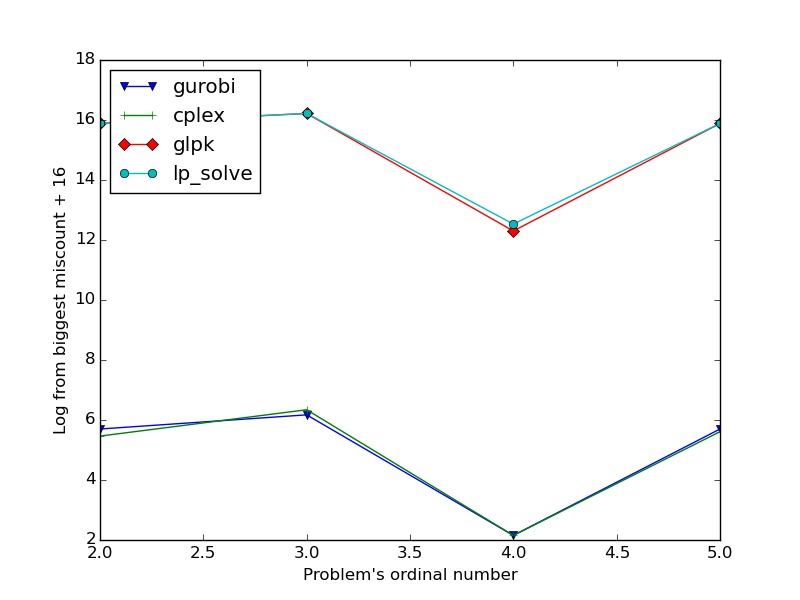 18
16
14
12
10
8
6
4
2
Log from biggest miscount + 16
gurobi
cplex
glpk
lp_solve
2.0 2.5 3.0 3.5 4.0 4.5 5.0
Problem's ordinal number